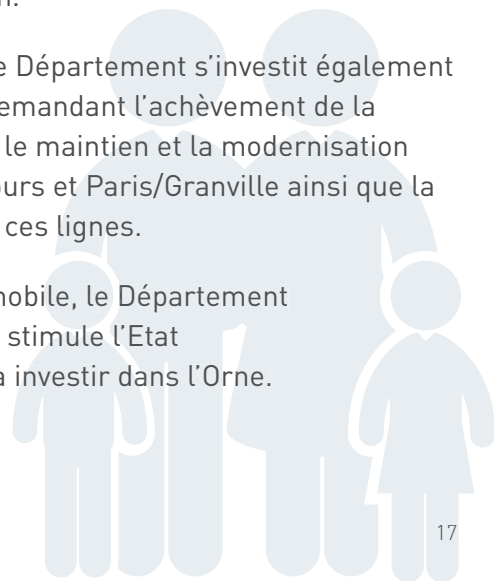 e Département s’investit également
emandant l’achèvement de la
le maintien et la modernisation
ours et Paris/Granville ainsi que la
ces lignes.
nobile, le Département
stimule l’Etat
à investir dans l’Orne.
17